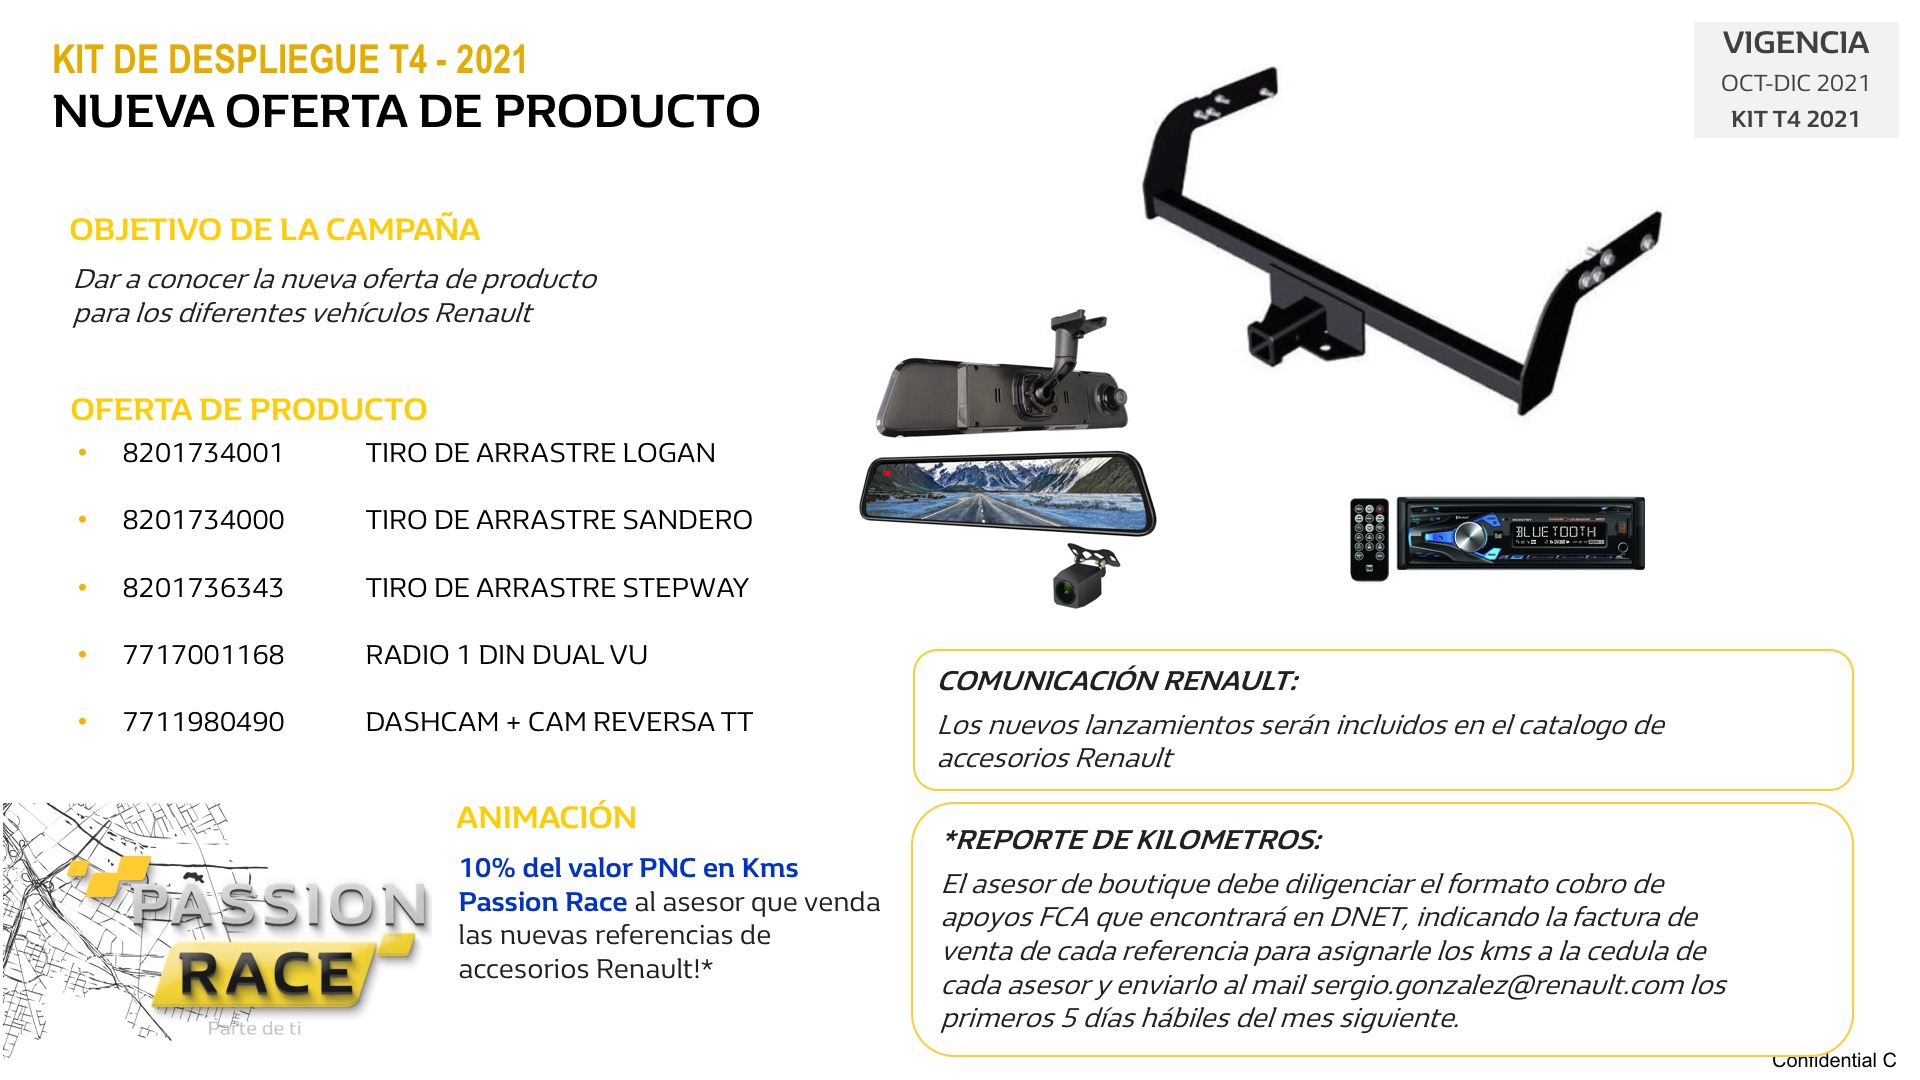 KIT DE DESPLIEGUE T4 - 2021
NUEVA OFERTA DE PRODUCTO
VIGENCIA
OCT-DIC 2021
KIT T4 2021
OBJETIVO DE LA CAMPAÑA
Dar a conocer la nueva oferta de producto
para los diferentes vehículos Renault
OFERTA DE PRODUCTO
• 8201734001 TIRO DE ARRASTRE LOGAN
• 8201734000 TIRO DE ARRASTRE SANDERO
• 8201736343 TIRO DE ARRASTRE STEPWAY
• 7717001168 RADIO 1 DIN DUAL VU
• 7711980490 DASHCAM + CAM REVERSA TT
BLUETOOTH
COMUNICACIÓN RENAULT:
Los nuevos lanzamientos serán incluidos en el catalogo de
accesorios Renault
PASSION
RACE
Parte de ti
ANIMACIÓN
10% del valor PNC en Kms
Passion Race al asesor que venda
las nuevas referencias de
accesorios Renault!*
*REPORTE DE KILOMETROS:
El asesor de boutique debe diligenciar el formato cobro de
apoyos FCA que encontrará en DNET, indicando la factura de
venta de cada referencia para asignarle los kms a la cedula de
cada asesor y enviarlo al mail sergio.gonzalez@renault.com los
primeros 5 días hábiles del mes siguiente.
Confidential C